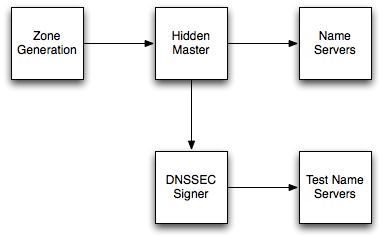 Zone
Generation
Hidden
Master
Name
Servers
DNSSEC
Signer
Test Name
Servers